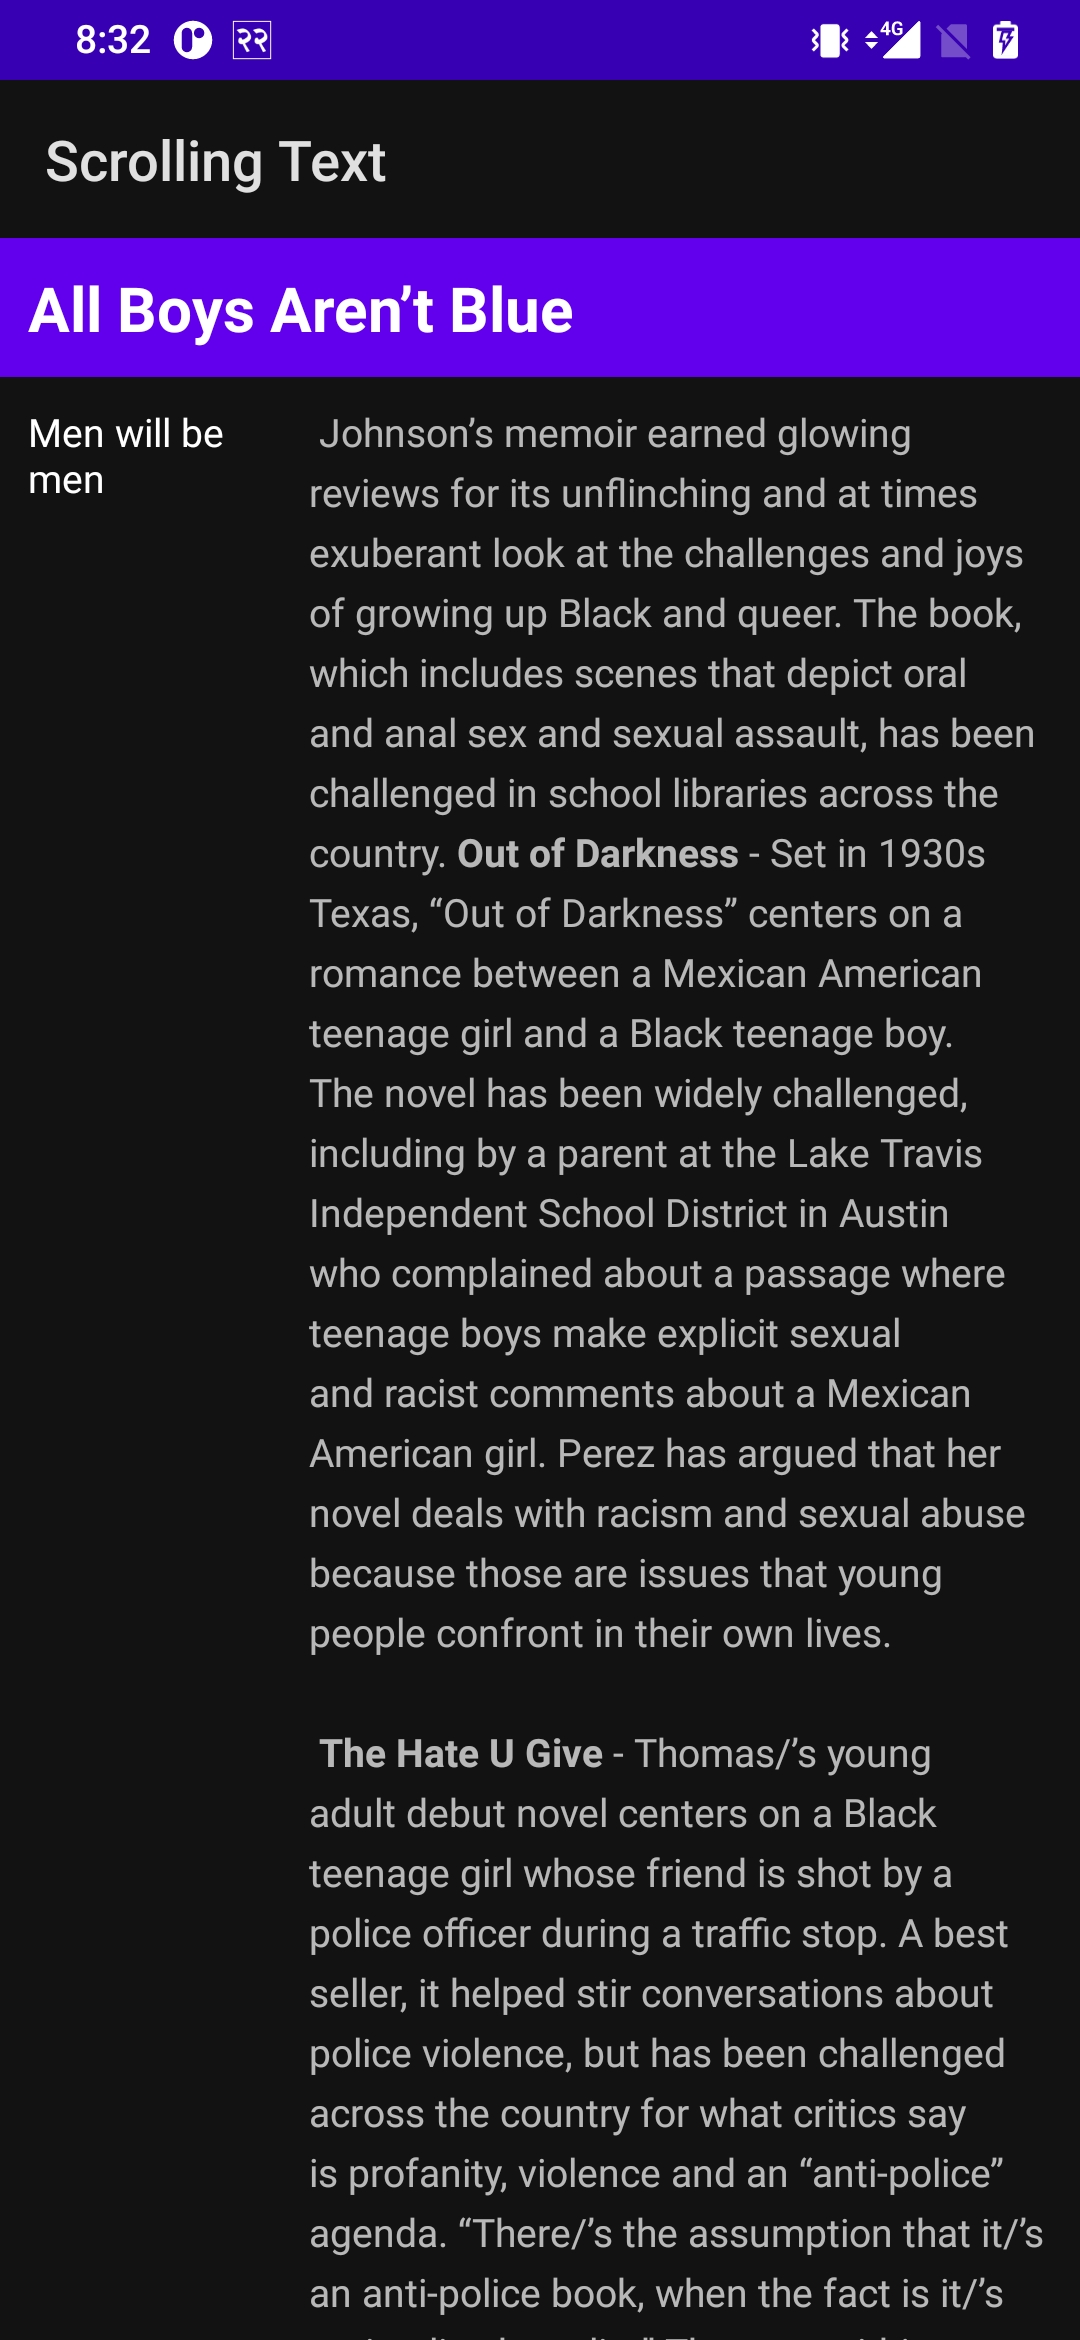 8:32 २२ 4G
Scrolling Text
All Boys Aren’t Blue
Men will be
men
Johnson’s memoir earned glowing
reviews for its unflinching and at times
exuberant look at the challenges and joys
of growing up Black and queer. The book,
which includes scenes that depict oral
and anal sex and sexual assault, has been
challenged in school libraries across the
country. Out of Darkness - Set in 1930s
Texas, “Out of Darkness” centers on a
romance between a Mexican American
teenage girl and a Black teenage boy.
The novel has been widely challenged,
including by a parent at the Lake Travis
Independent School District in Austin
who complained about a passage where
teenage boys make explicit sexual
and racist comments about a Mexican
American girl. Perez has argued that her
novel deals with racism and sexual abuse
because those are issues that young
people confront in their own lives.
The Hate U Give - Thomas/’s young
adult debut novel centers on a Black
teenage girl whose friend is shot by a
police officer during a traffic stop. A best
seller, it helped stir conversations about
police violence, but has been challenged
across the country for what critics say
is profanity, violence and an “anti-police”
agenda. “There/’s the assumption that it/’s
an anti-police book, when the fact is it/’s